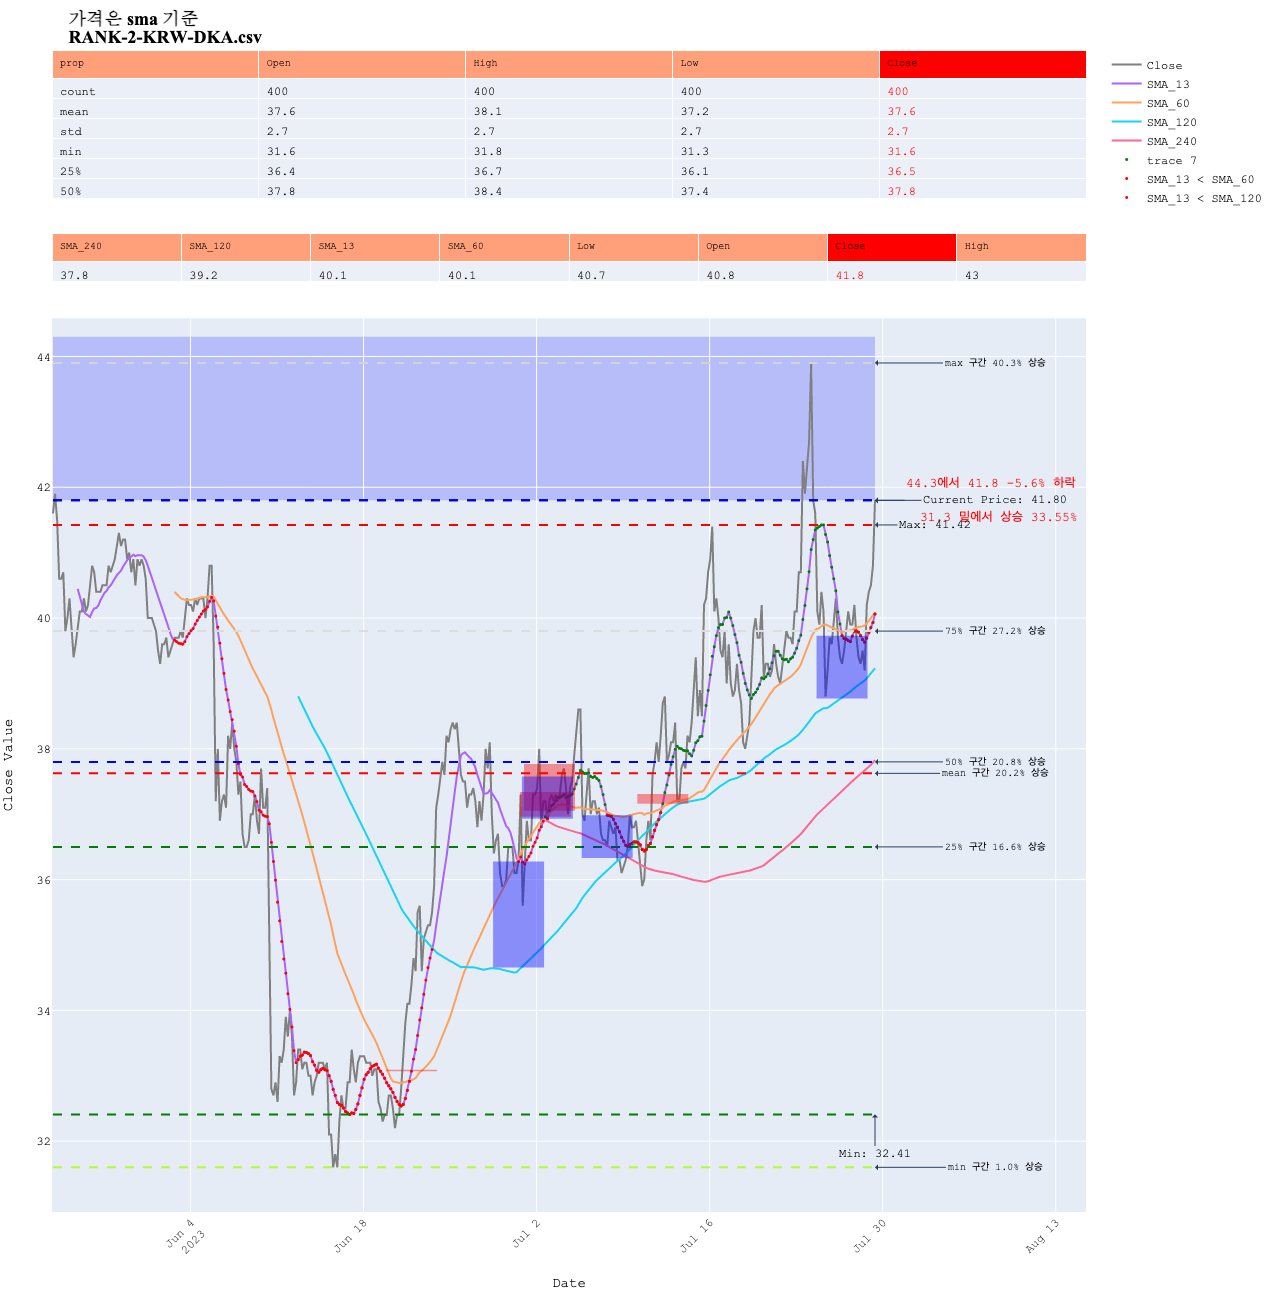 가격은 sma 기준
RANK-2-KRW-DKA.csv
prop Open High Low Close
count 400 400 400 400
mean 37.6 38.1 37.2 37.6
std 2.7 2.7 2.7 2.7
min 31.6 31.8 31.3 31.6
25% 36.4 36.7 36.1 36.5
50% 37.8 38.4 37.4 37.8
Close
SMA_13
SMA_60
SMA_120
SMA_240
trace 7
SMA_13 < SMA_60
SMA_13 < SMA_120
SMA_240 SMA_120 SMA_13 SMA_60 Low Open Close High
37.8 39.2 40.1 40.1 40.7 40.8 41.8 43
44
42
40
38
36
34
32
Close Value
max 구간 40.3% 상승
44.3에서 41.8 -5.6% 하락
Current Price: 41.80
31.3 밑에서 상승 33.55%
Max: 41.42
75% 구간 27.2% 상승
50% 구간 20.8% 상승
mean 구간 20.2% 상승
25% 구간 16.6% 상승
Min: 32.41
min 구간 1.0% 상승
Jun 4
2023
Jun 18
Jul 2
Jul 16
Jul 30
Aug 13
Date